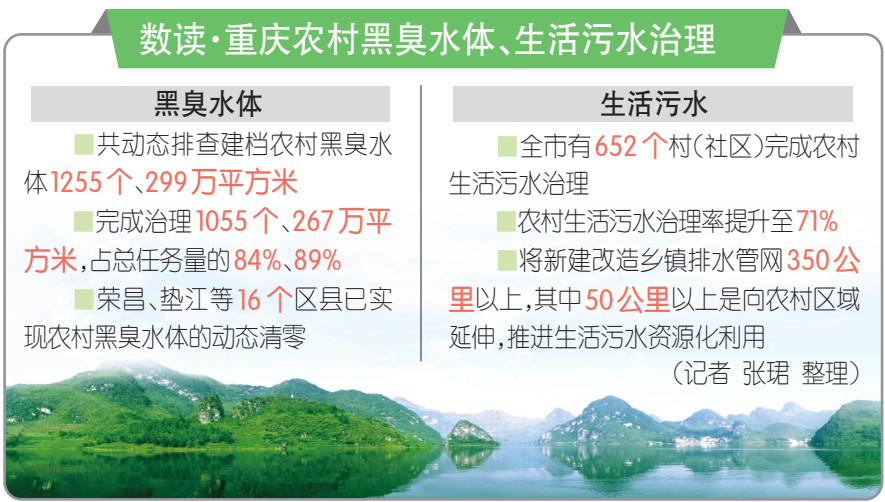 数读·重庆农村黑臭水体、生活污水治理
黑臭水体
■共动态排查建档农村黑臭水
体1255个、299万平方米
■完成治理1055个、267万平
方米,占总任务量的84%、89%
■荣昌、垫江等16个区县已实
现农村黑臭水体的动态清零
生活污水
■全市有652个村(社区)完成农村
生活污水治理
■农村生活污水治理率提升至71%
■将新建改造乡镇排水管网350公
里以上,其中50公里以上是向农村区域
延伸,推进生活污水资源化利用
(记者 张珺 整理)